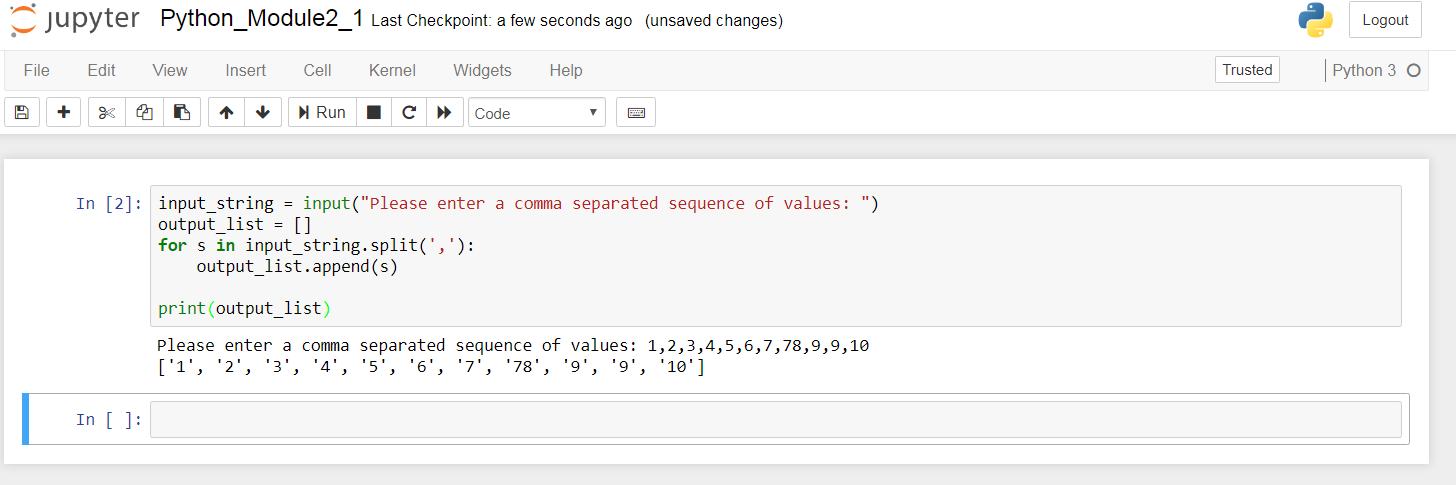 jupyter Python_Module2_1 Last Checkpoint: a few seconds ago (unsaved changes) Logout
File Edit View Insert Cell Kernel Widgets Help Trusted Python 3
Run Code
In [2]: input_string = input("Please enter a comma separated sequence of values: ")
output_list = []
for s in input_string.split(','):
    output_list.append(s)
print(output_list)
Please enter a comma separated sequence of values: 1,2,3,4,5,6,7,78,9,9,10
['1', '2', '3', '4', '5', '6', '7', '78', '9', '9', '10']
In [ ]: